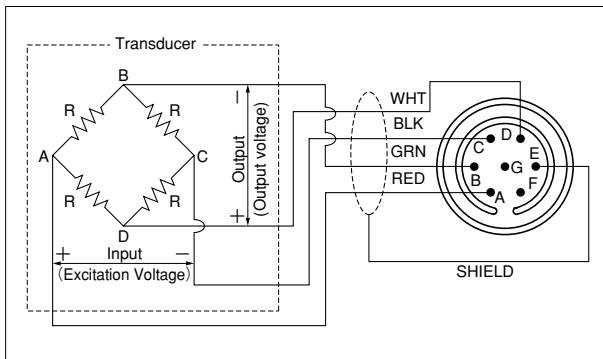 Transducer
B
R
R
A
C
R
R
D
+
Input
−
(Excitation Voltage)
−
Output
(Output voltage)
+
WHT
BLK
GRN
RED
C
D
E
B
G
A
F
SHIELD